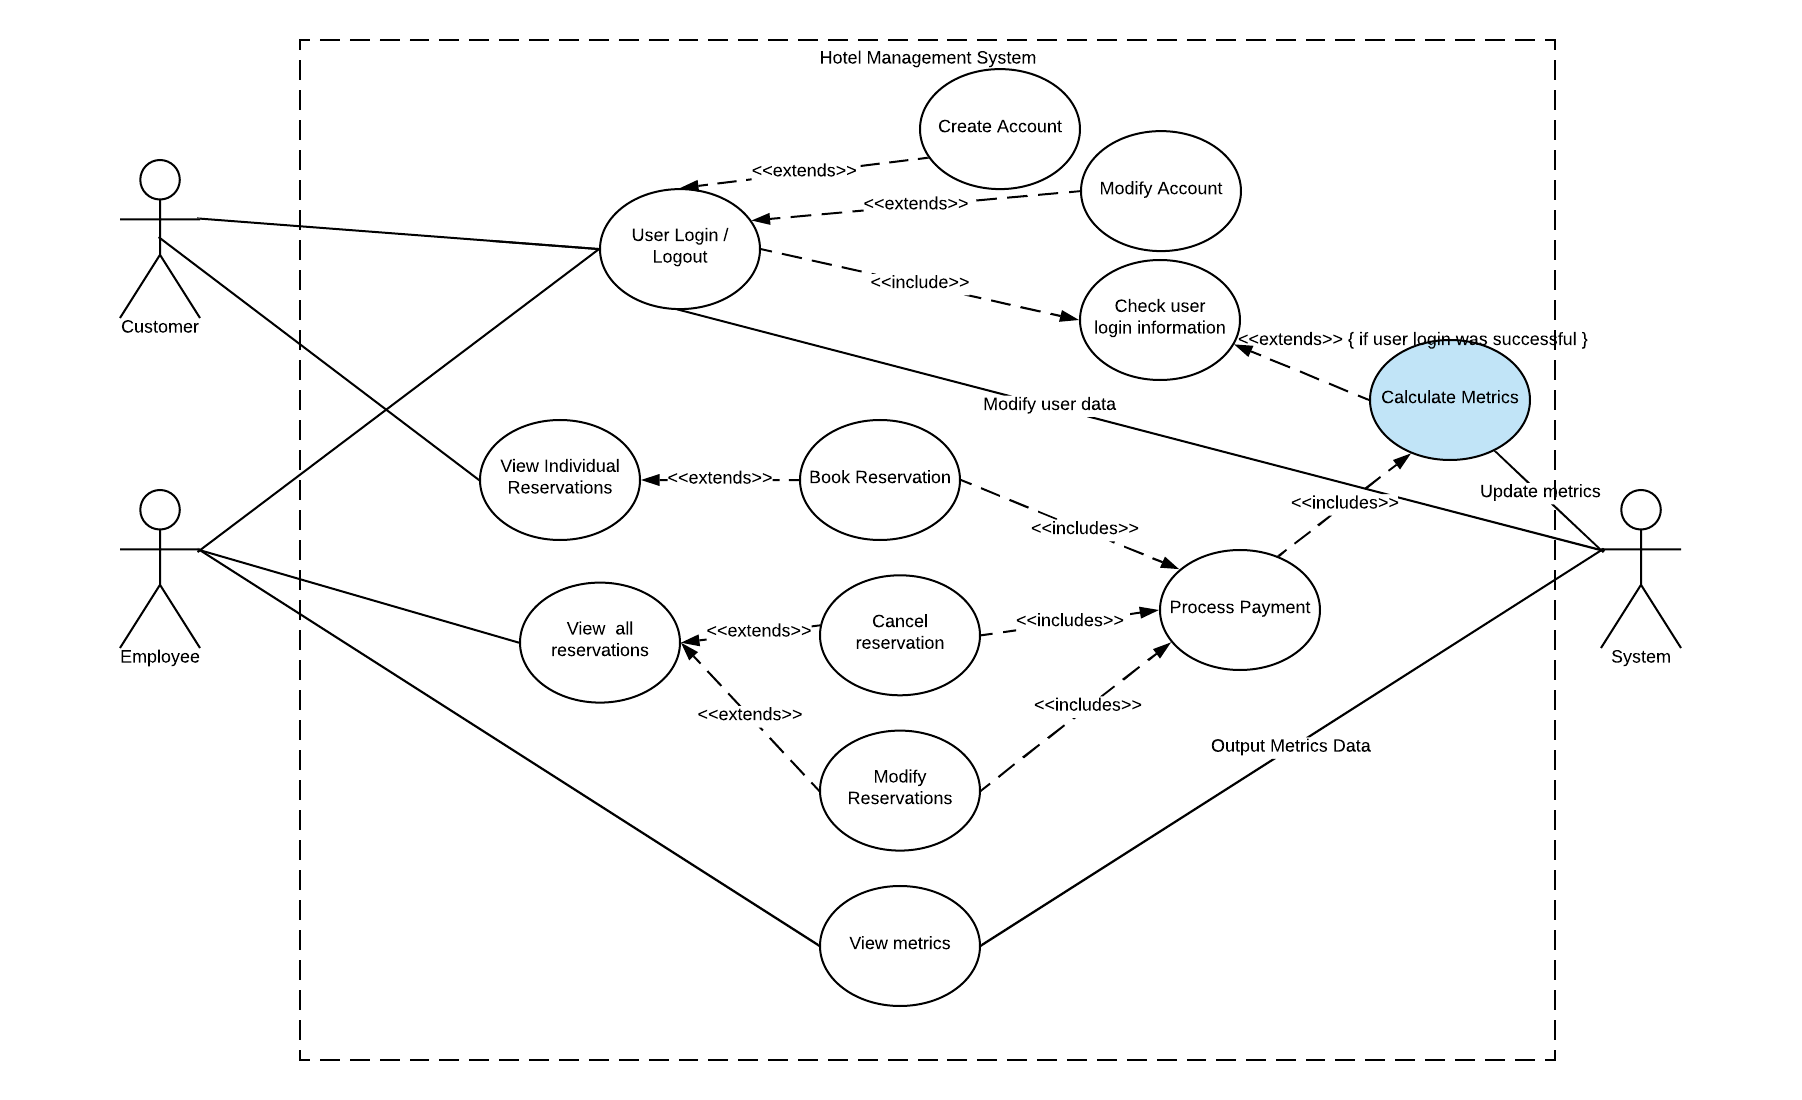 Hotel Management System
Create Account
<<extends>>
Modify Account
<<extends>>
User Login /
Logout
<<include>>
Check user
login information
Customer
<<extends>> { if user login was successful }
Calculate Metrics
Modify user data
View Individual
Reservations
<<extends>>
Book Reservation
Update metrics
<<includes>>
<<includes>>
Process Payment
View  all
reservations
<<extends>>
Cancel
reservation
<<includes>>
Employee
System
<<extends>>
<<includes>>
Output Metrics Data
Modify
Reservations
View metrics